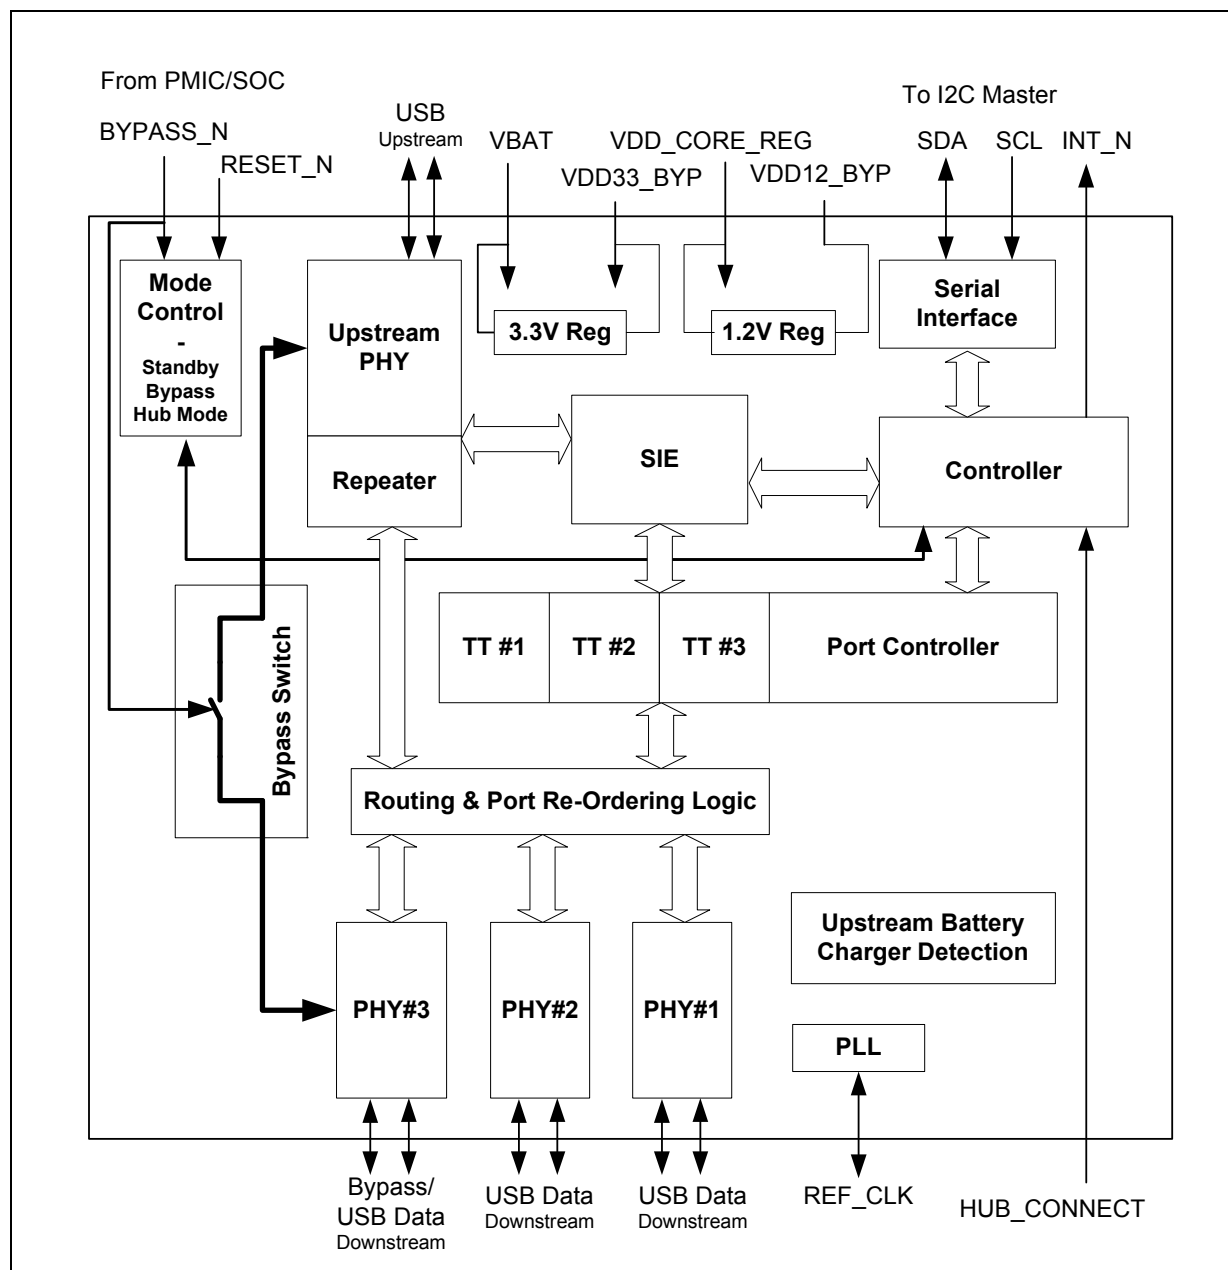 From PMIC/SOC
To I2C Master
BYPASS_N
RESET_N
USB
Upstream
VBAT
VDD33_BYP
VDD_CORE_REG
VDD12_BYP
SDA
SCL
INT_N
Mode
Control
-
Standby
Bypass
Hub Mode
Upstream
PHY
3.3V Reg
1.2V Reg
Serial
Interface
Repeater
SIE
Controller
Bypass Switch
TT #1
TT #2
TT #3
Port Controller
Routing & Port Re-Ordering Logic
PHY#3
PHY#2
PHY#1
Upstream Battery
Charger Detection
PLL
Bypass/
USB Data
Downstream
USB Data
Downstream
USB Data
Downstream
REF_CLK
HUB_CONNECT